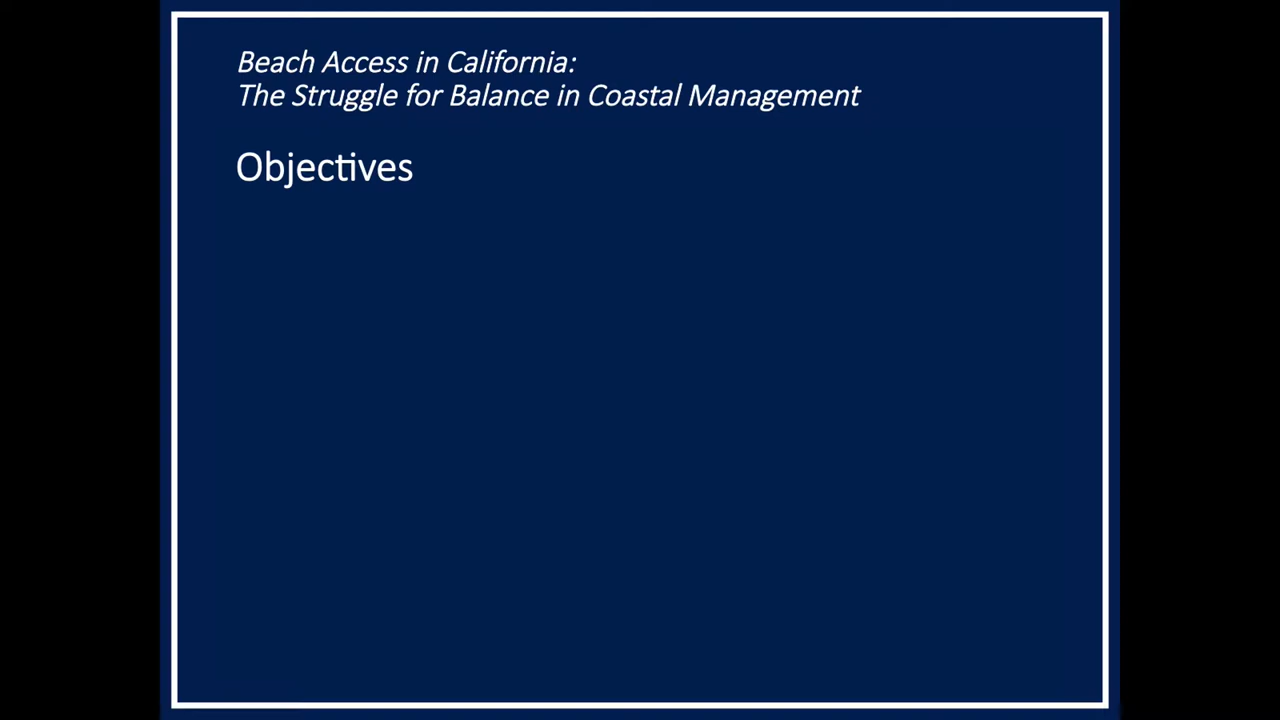 Beach Access in California:
The Struggle for Balance in Coastal Management
Objectives